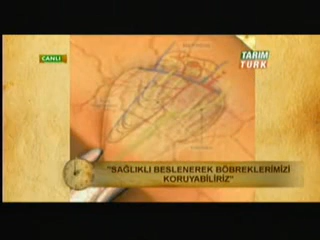 CANLI
TARIM
TÜRK
"SAĞLIKLI BESLENEREK BÖBREKLERİMİZİ
KORUYABİLİRİZ"